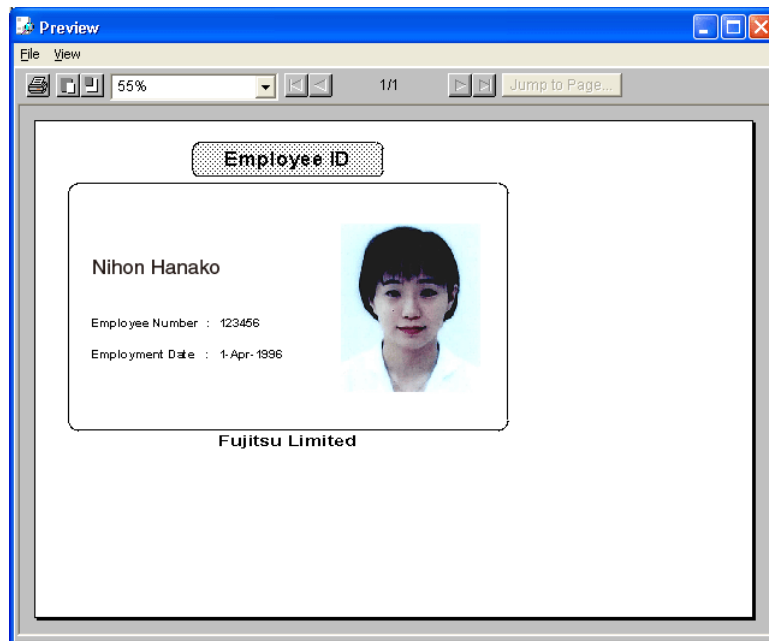 Preview
File View
55% 1/1 Jump to Page...
Employee ID
Nihon Hanako
Employee Number : 123456
Employment Date : 1-Apr-1996
Fujitsu Limited